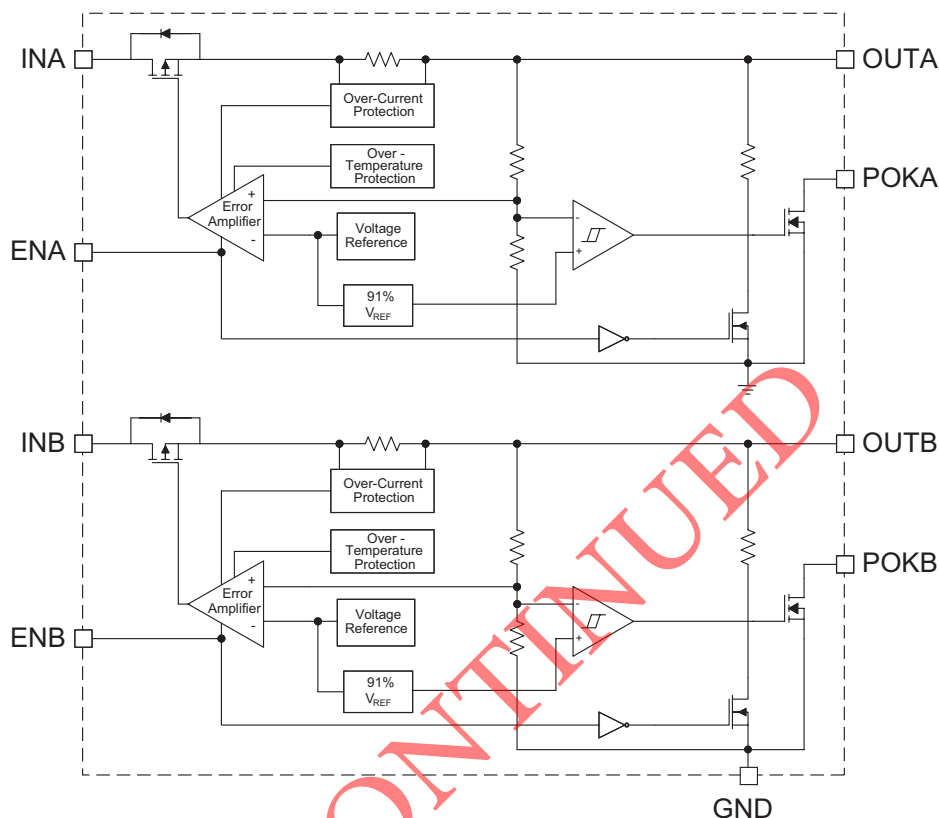 INA
OUTA
Over-Current
Protection
Over -
Temperature
Protection
POKA
+
Error
Amplifier
-
Voltage
Reference
-
+
ENA
91%
VREF
INB
OUTB
Over-Current
Protection
Over -
Temperature
Protection
POKB
+
Error
Amplifier
-
Voltage
Reference
-
+
ENB
91%
VREF
GND
ONTINUED